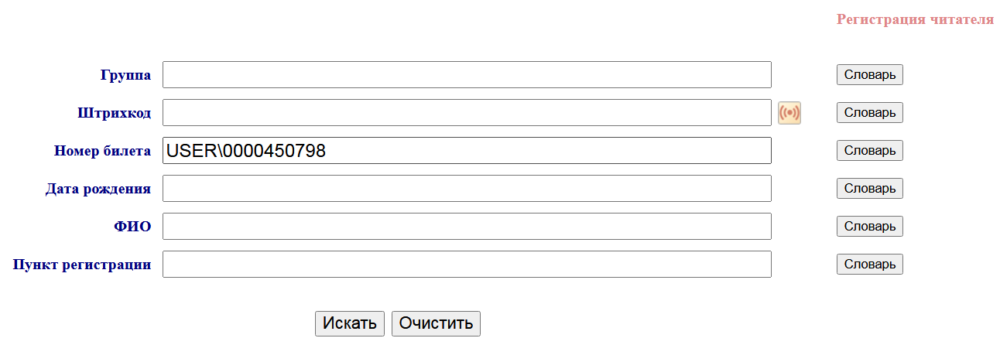 Регистрация читателя
Группа Словарь
Штрихкод Словарь
Номер билета USER\0000450798 Словарь
Дата рождения Словарь
ФИО Словарь
Пункт регистрации Словарь
Искать Очистить